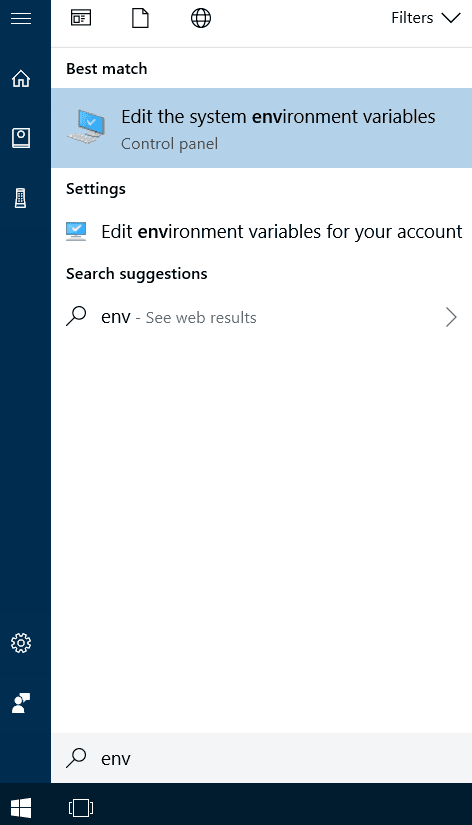 Filters
Best match
Edit the system environment variables
Control panel
Settings
Edit environment variables for your account
Search suggestions
env - See web results
env